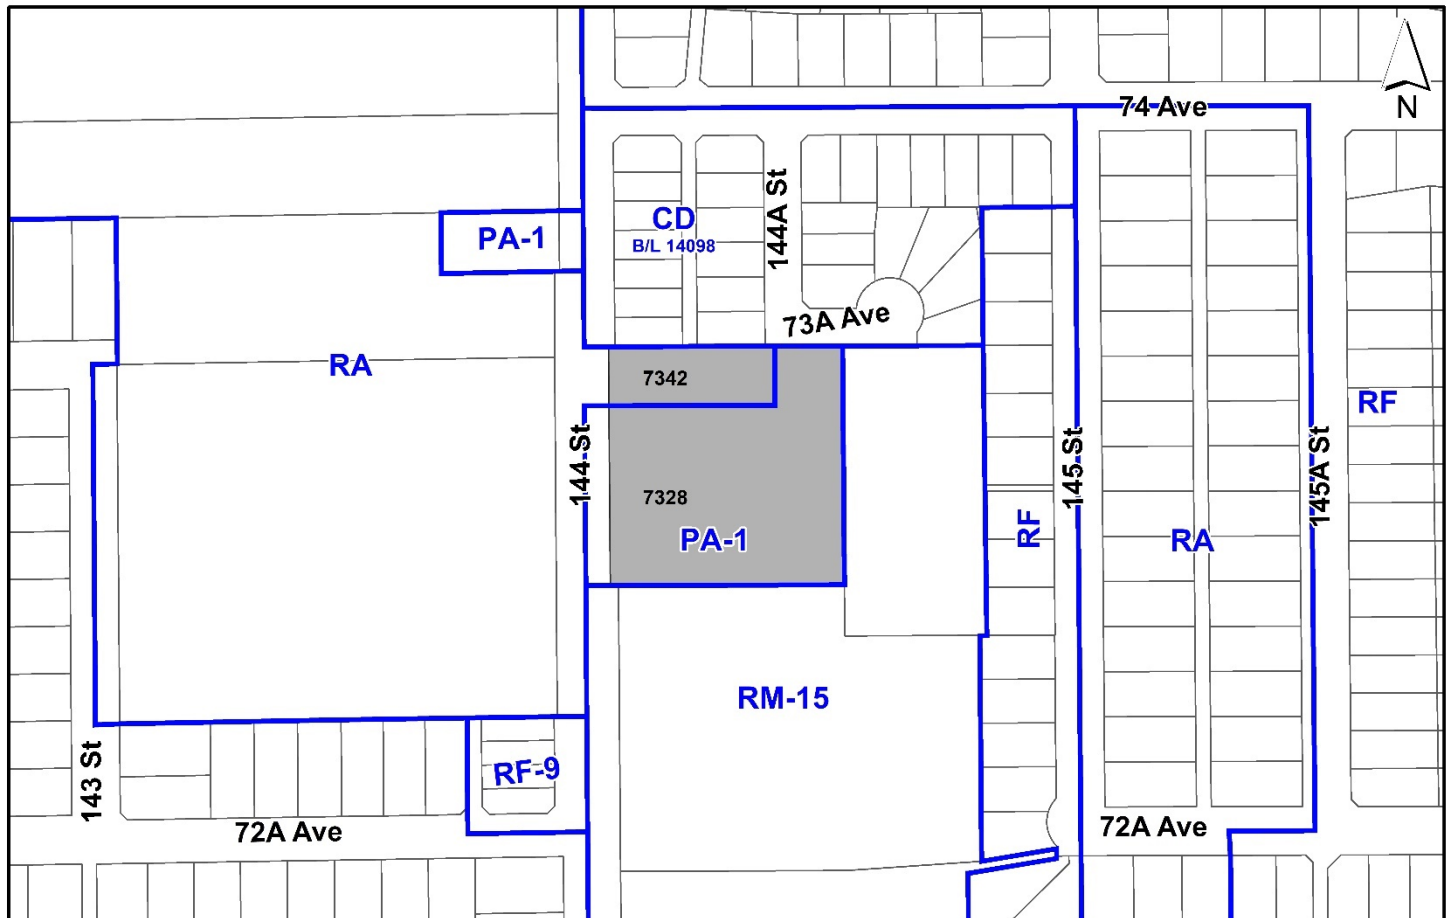 N
74 Ave
144A St
CD
B/L 14098
PA-1
73A Ave
RA
7342
RF
144 St
145 St
145A St
7328
PA-1
RF
RA
RM-15
143 St
RF-9
72A Ave
72A Ave